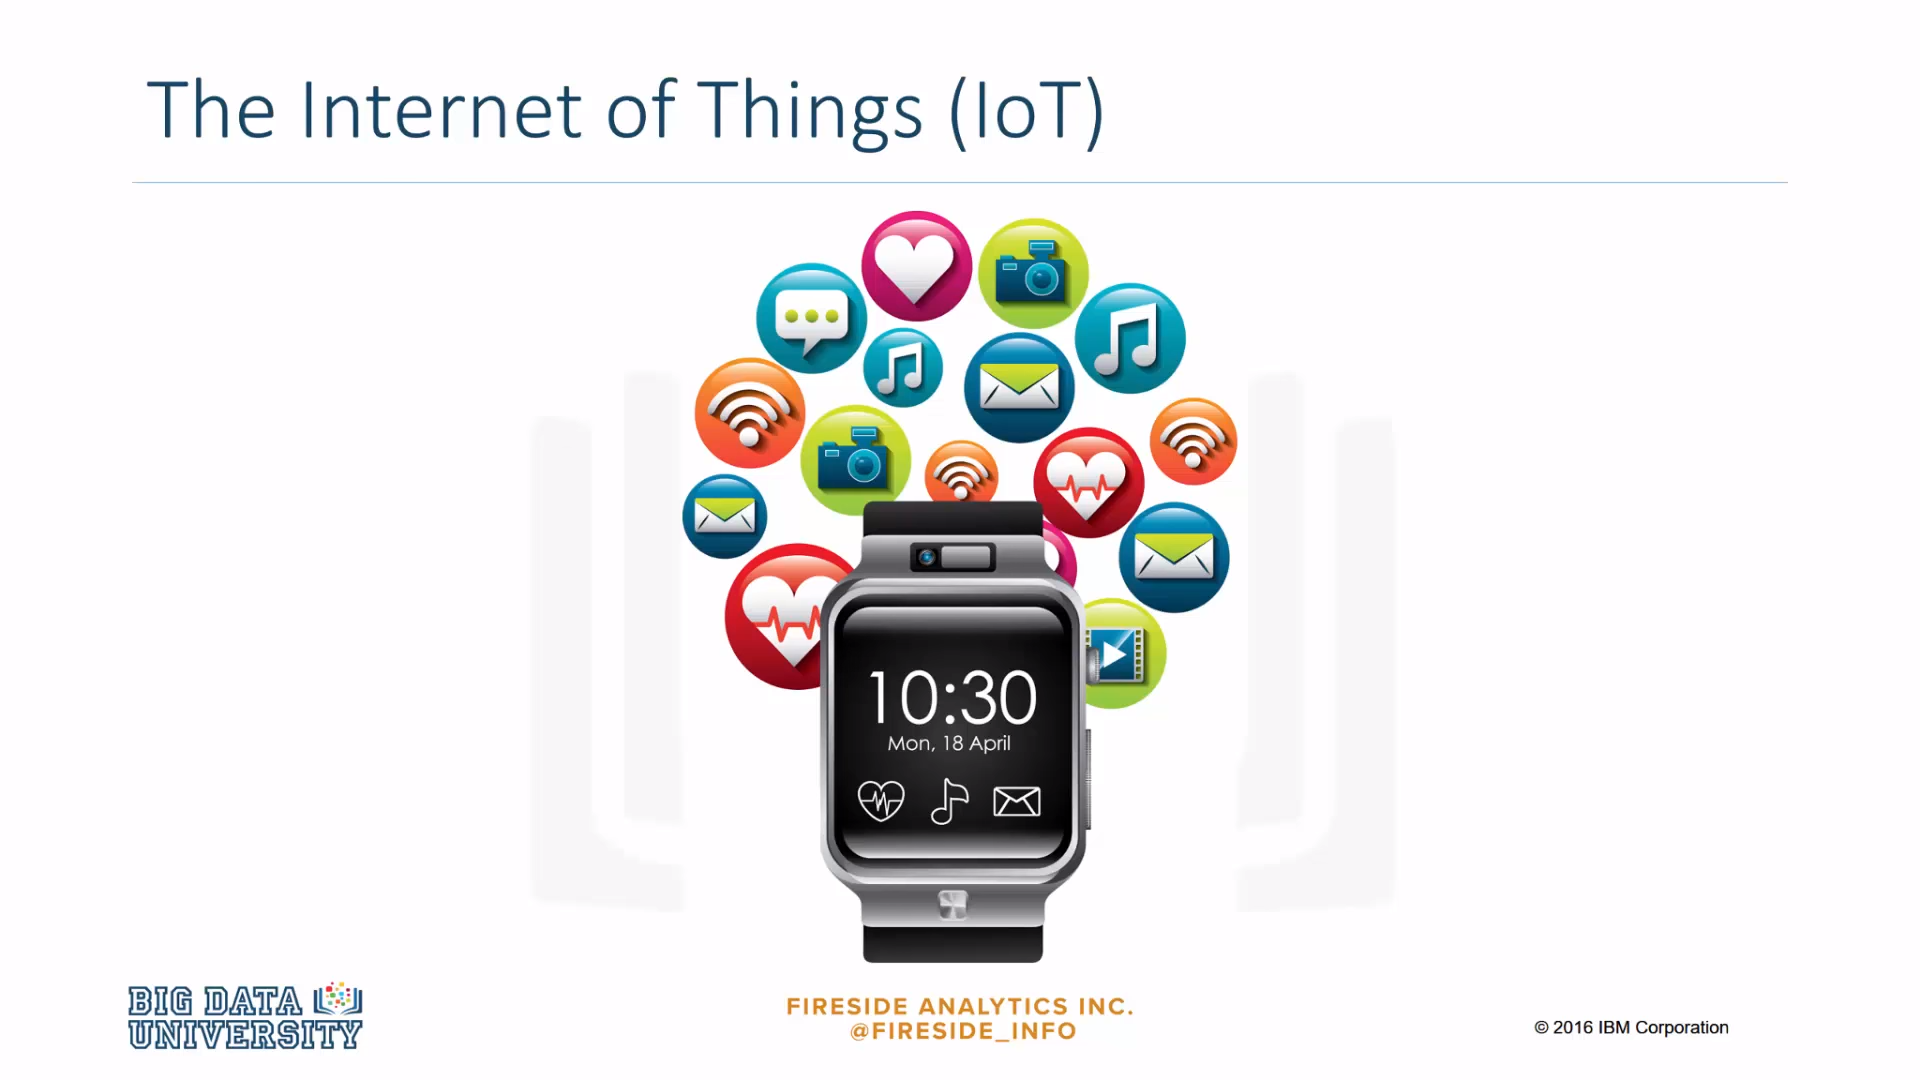 The Internet of Things (IoT)
10:30
Mon, 18 April
BIG DATA
UNIVERSITY
FIRESIDE ANALYTICS INC.
@FIRESIDE_INFO
© 2016 IBM Corporation